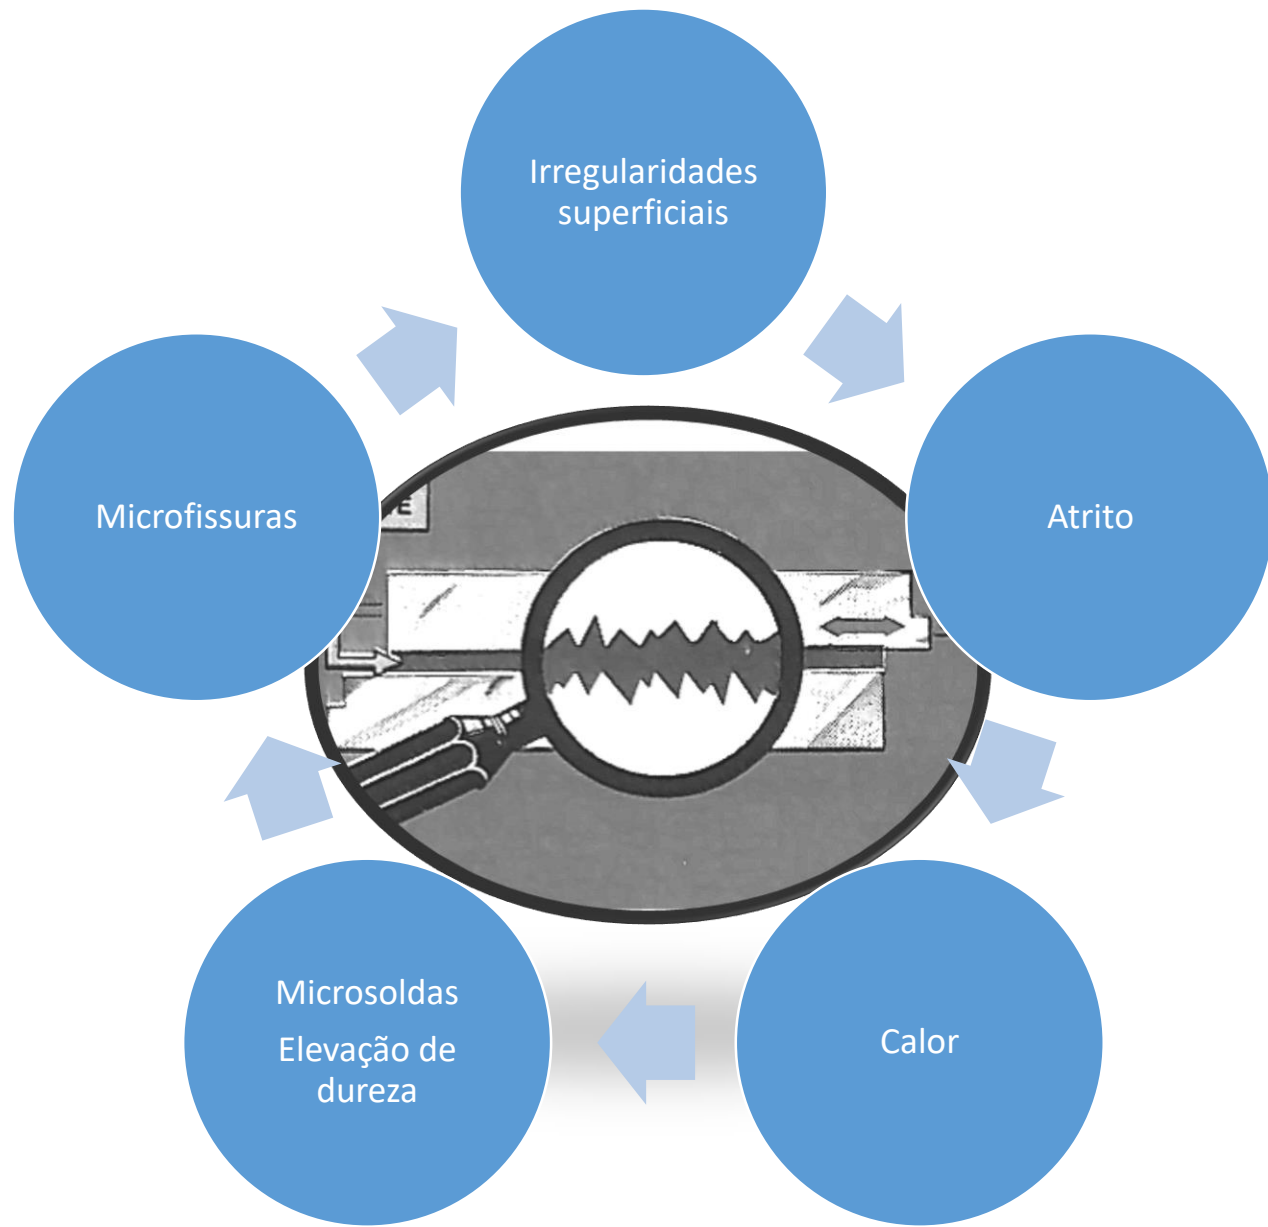 Irregularidades
superficiais
Atrito
Calor
Microsoldas
Elevação de
dureza
Microfissuras